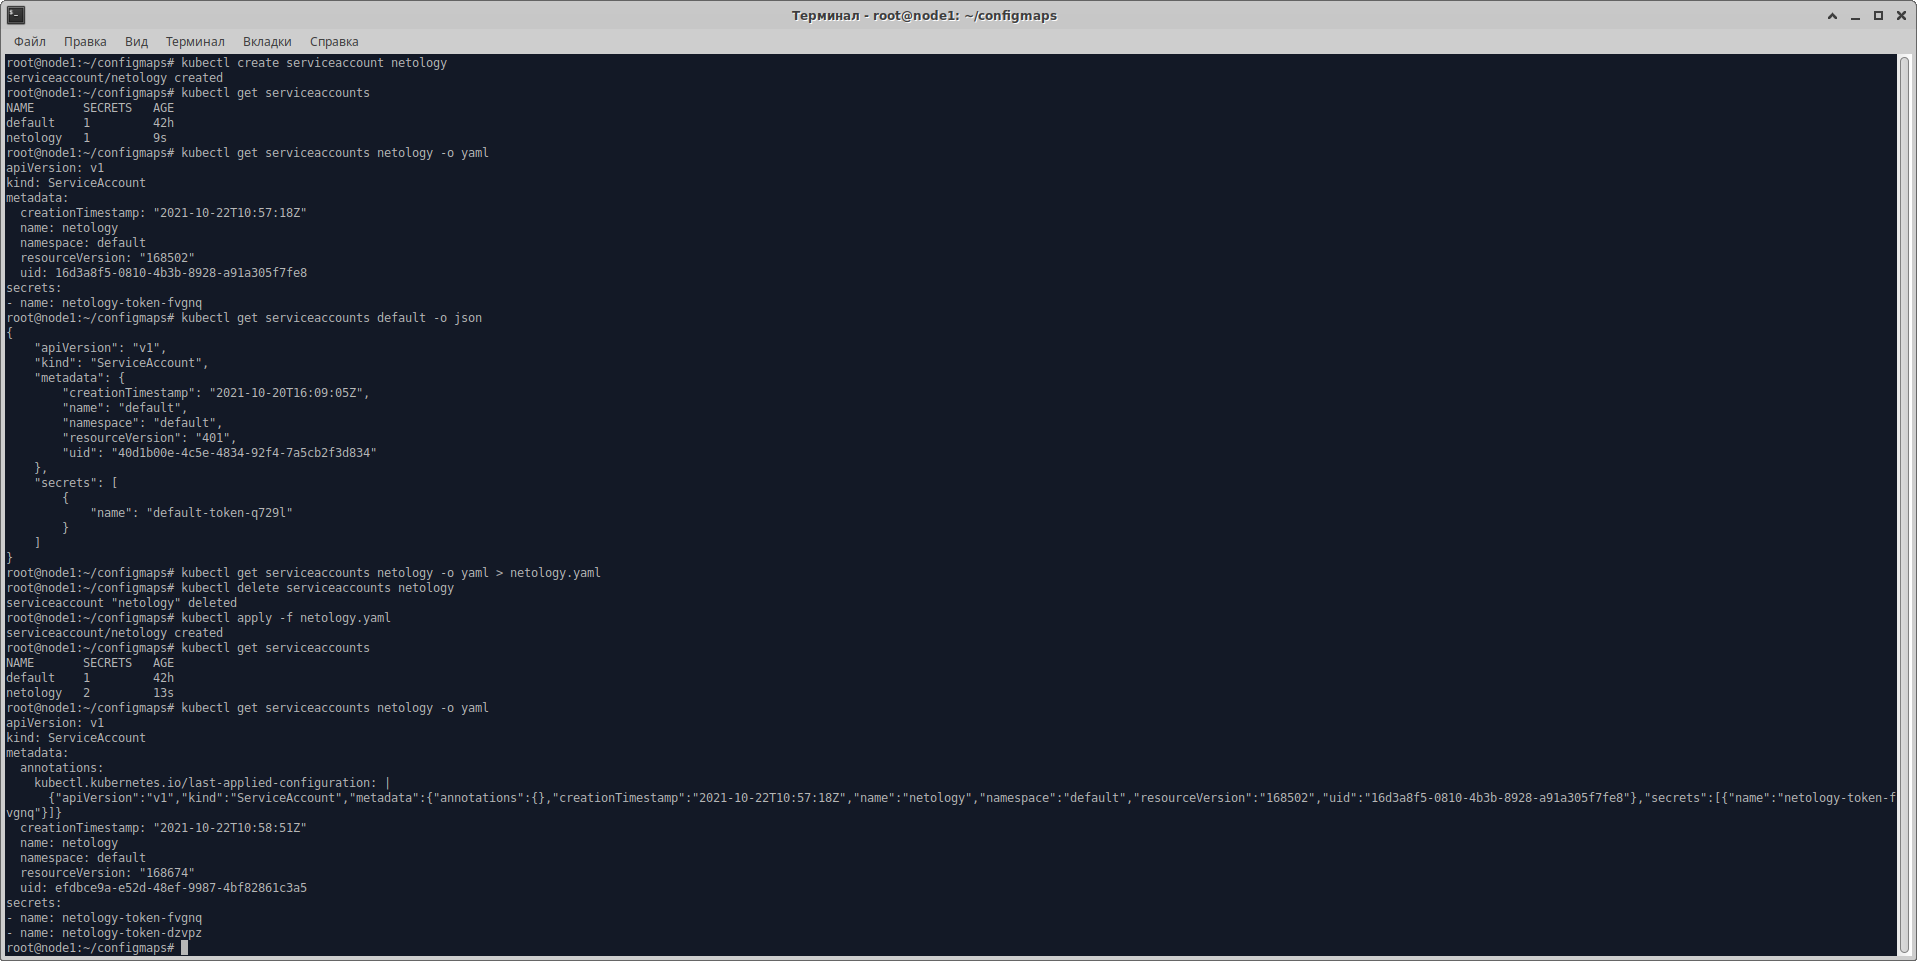 Терминал - root@node1: ~/configmaps
Файл Правка Вид Терминал Вкладки Справка
root@node1:~/configmaps# kubectl create serviceaccount netology
serviceaccount/netology created
root@node1:~/configmaps# kubectl get serviceaccounts
NAME       SECRETS   AGE
default    1         42h
netology   1         9s
root@node1:~/configmaps# kubectl get serviceaccounts netology -o yaml
apiVersion: v1
kind: ServiceAccount
metadata:
  creationTimestamp: "2021-10-22T10:57:18Z"
  name: netology
  namespace: default
  resourceVersion: "168502"
  uid: 16d3a8f5-0810-4b3b-8928-a91a305f7fe8
secrets:
- name: netology-token-fvgnq
root@node1:~/configmaps# kubectl get serviceaccounts default -o json
{
    "apiVersion": "v1",
    "kind": "ServiceAccount",
    "metadata": {
        "creationTimestamp": "2021-10-20T16:09:05Z",
        "name": "default",
        "namespace": "default",
        "resourceVersion": "401",
        "uid": "40d1b00e-4c5e-4834-92f4-7a5cb2f3d834"
    },
    "secrets": [
        {
            "name": "default-token-q729l"
        }
    ]
}
root@node1:~/configmaps# kubectl get serviceaccounts netology -o yaml > netology.yaml
root@node1:~/configmaps# kubectl delete serviceaccounts netology
serviceaccount "netology" deleted
root@node1:~/configmaps# kubectl apply -f netology.yaml
serviceaccount/netology created
root@node1:~/configmaps# kubectl get serviceaccounts
NAME       SECRETS   AGE
default    1         42h
netology   2         13s
root@node1:~/configmaps# kubectl get serviceaccounts netology -o yaml
apiVersion: v1
kind: ServiceAccount
metadata:
  annotations:
    kubectl.kubernetes.io/last-applied-configuration: |
      {"apiVersion":"v1","kind":"ServiceAccount","metadata":{"annotations":{},"creationTimestamp":"2021-10-22T10:57:18Z","name":"netology","namespace":"default","resourceVersion":"168502","uid":"16d3a8f5-0810-4b3b-8928-a91a305f7fe8"},"secrets":[{"name":"netology-token-f
vgnq"}]}
  creationTimestamp: "2021-10-22T10:58:51Z"
  name: netology
  namespace: default
  resourceVersion: "168674"
  uid: efdbce9a-e52d-48ef-9987-4bf82861c3a5
secrets:
- name: netology-token-fvgnq
- name: netology-token-dzvpz
root@node1:~/configmaps#